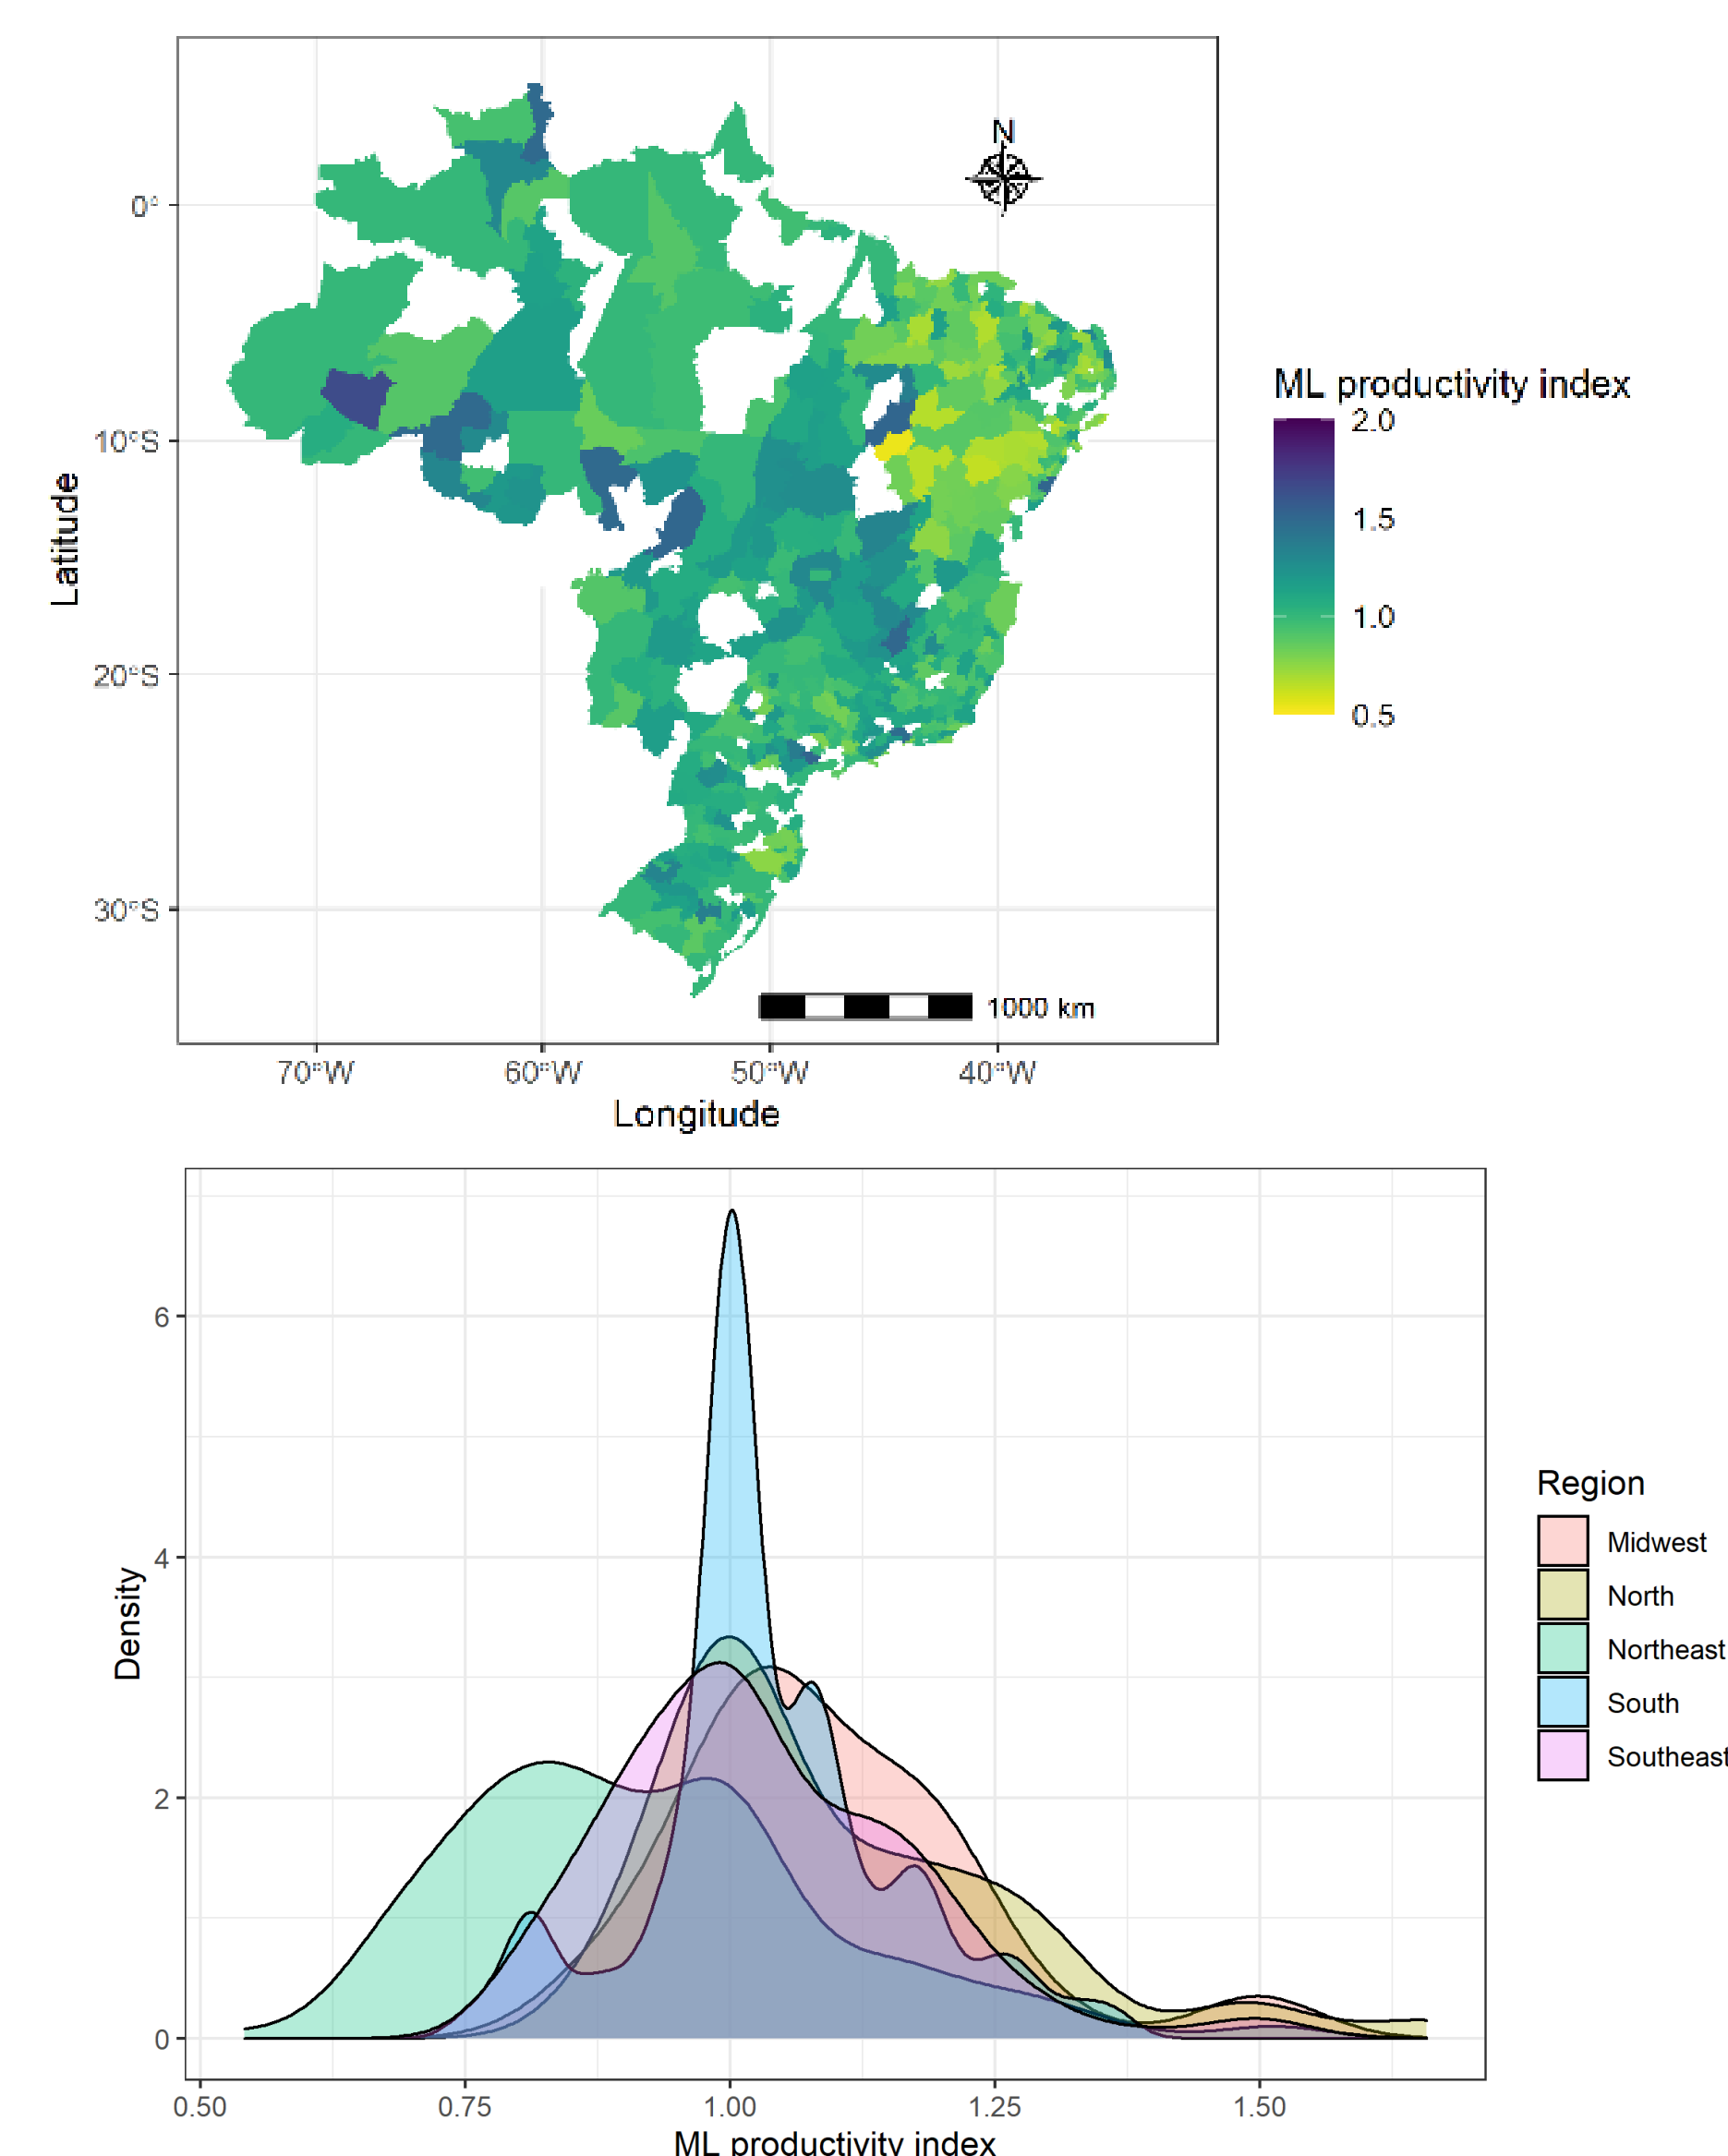 N
0°
10°S
20°S
30°S
Latitude
70°W
60°W
50°W
40°W
Longitude
1000 km
ML productivity index
2.0
1.5
1.0
0.5
6
4
2
0
Density
0.50
0.75
1.00
1.25
1.50
ML productivity index
Region
Midwest
North
Northeast
South
Southeast